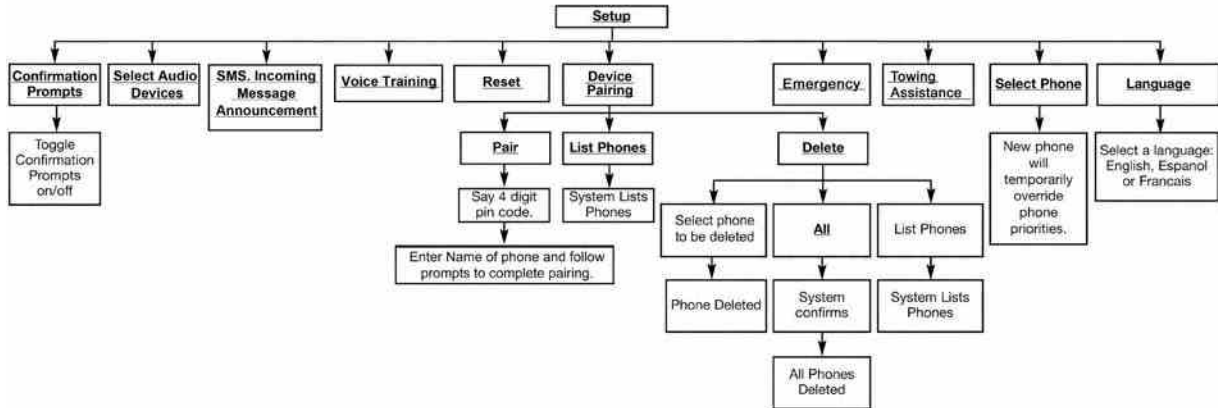 Setup
Confirmation
Prompts
Select Audio
Devices
SMS. Incoming
Message
Announcement
Voice Training
Reset
Device
Pairing
Emergency
Towing
Assistance
Select Phone
Language
Toggle
Confirmation
Prompts
on/off
Pair
List Phones
Delete
New phone
will
temporarily
override
phone
priorities.
Select a language:
English, Espanol
or Francais
Say 4 digit
pin code.
System Lists
Phones
Enter Name of phone and follow
prompts to complete pairing.
Select phone
to be deleted
All
List Phones
Phone Deleted
System
confirms
System Lists
Phones
All Phones
Deleted